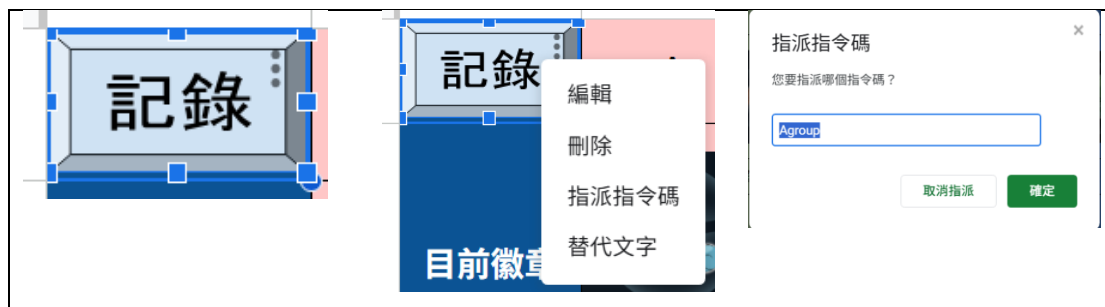 記錄
記錄
編輯
刪除
指派指令碼
替代文字
目前徽章
指派指令碼
您要指派哪個指令碼？
Agroup
取消指派
確定